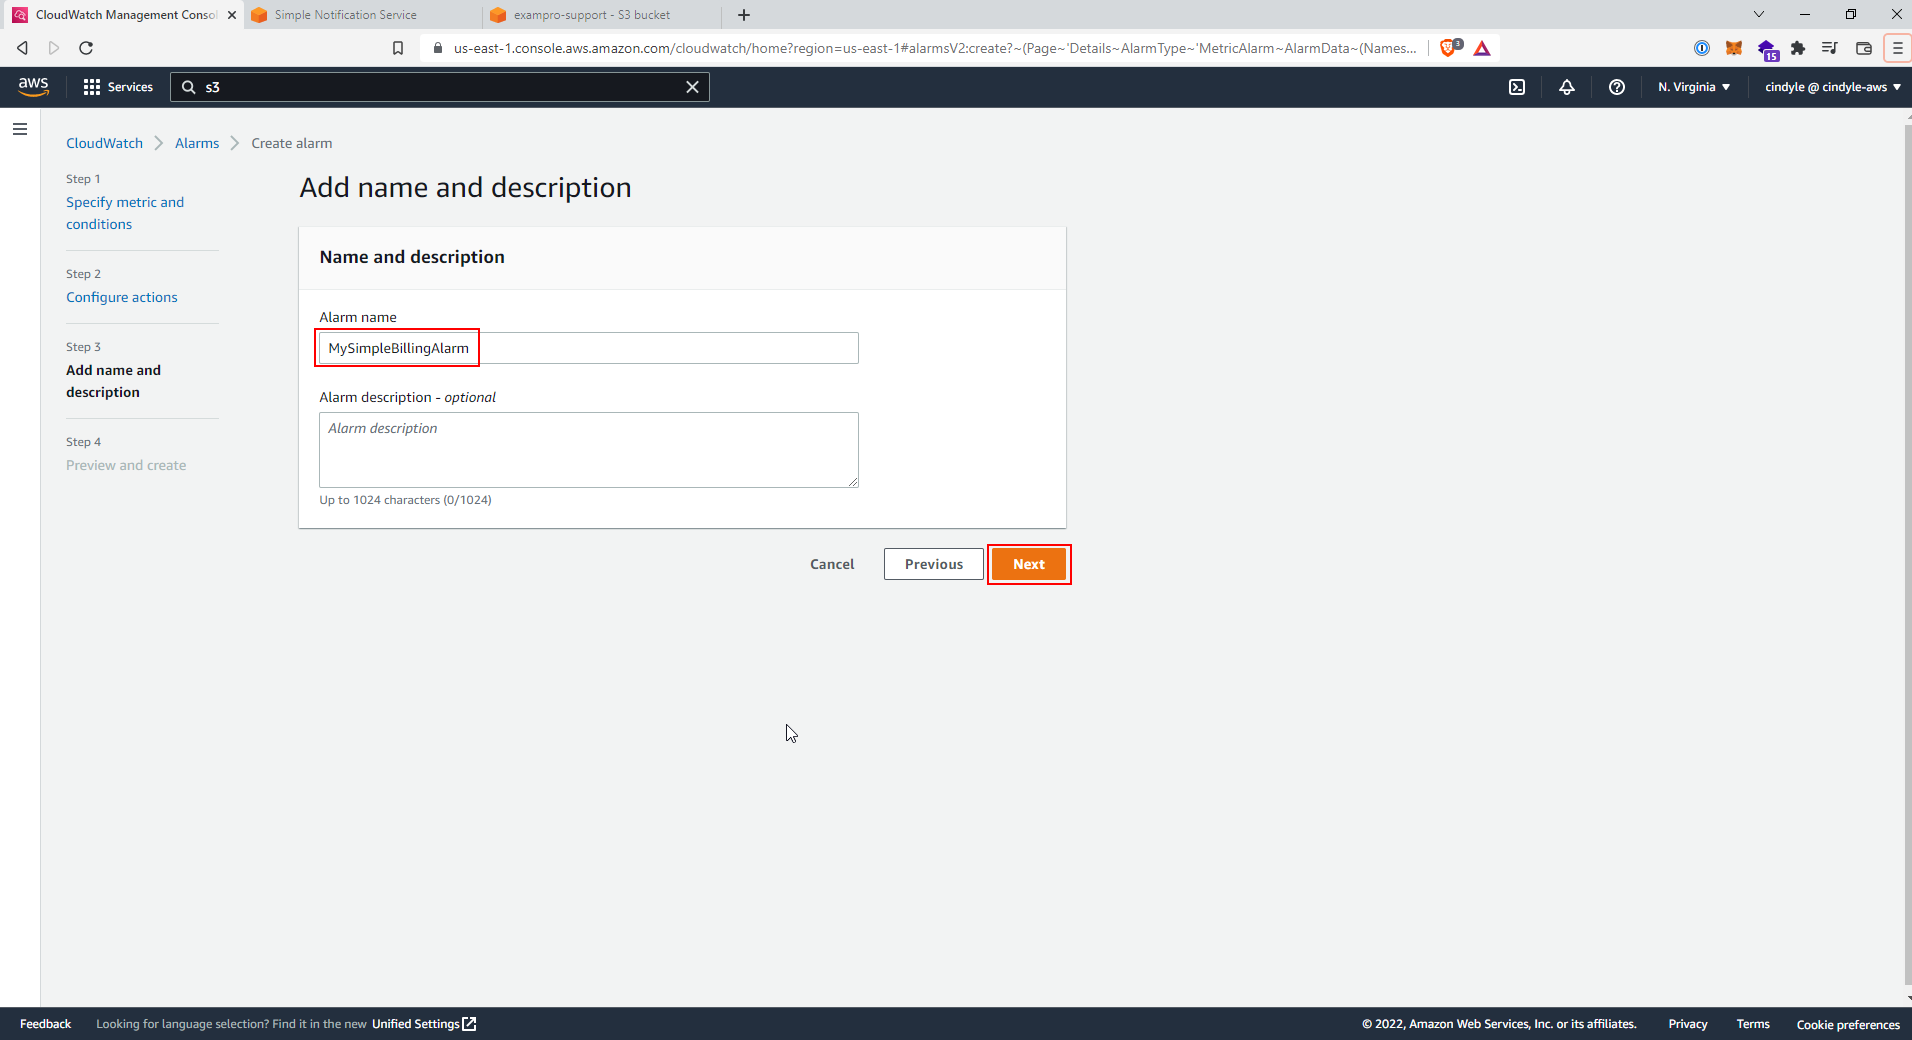 CloudWatch Management Consol
Simple Notification Service
exampro-support - S3 bucket
us-east-1.console.aws.amazon.com/cloudwatch/home?region=us-east-1#alarmsV2:create?~(Page~'Details~AlarmType~'MetricAlarm~AlarmData~(Names...
3
15
aws
Services
s3
N. Virginia
cindyle @ cindyle-aws
CloudWatch
Alarms
Create alarm
Step 1
Specify metric and
conditions
Step 2
Configure actions
Step 3
Add name and
description
Step 4
Preview and create
Add name and description
Name and description
Alarm name
MySimpleBillingAlarm
Alarm description - optional
Alarm description
Up to 1024 characters (0/1024)
Cancel
Previous
Next
Feedback
Looking for language selection? Find it in the new Unified Settings
© 2022, Amazon Web Services, Inc. or its affiliates.
Privacy
Terms
Cookie preferences